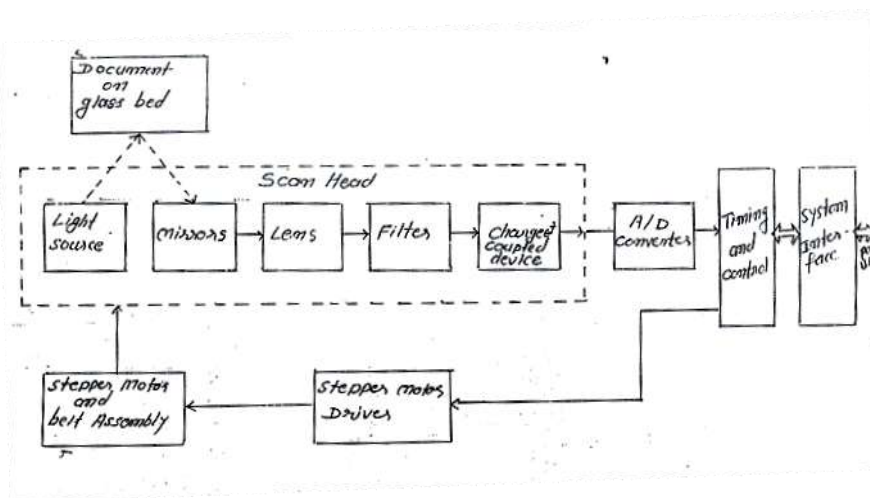 Document
on
glass bed
Scan Head
Light
source
Mirrors
Lens
Filter
Charged
coupled
device
A/D
converter
Timing
and
control
System
Inter-
face
Stepper Motor
and
belt Assembly
Stepper motor
Driver